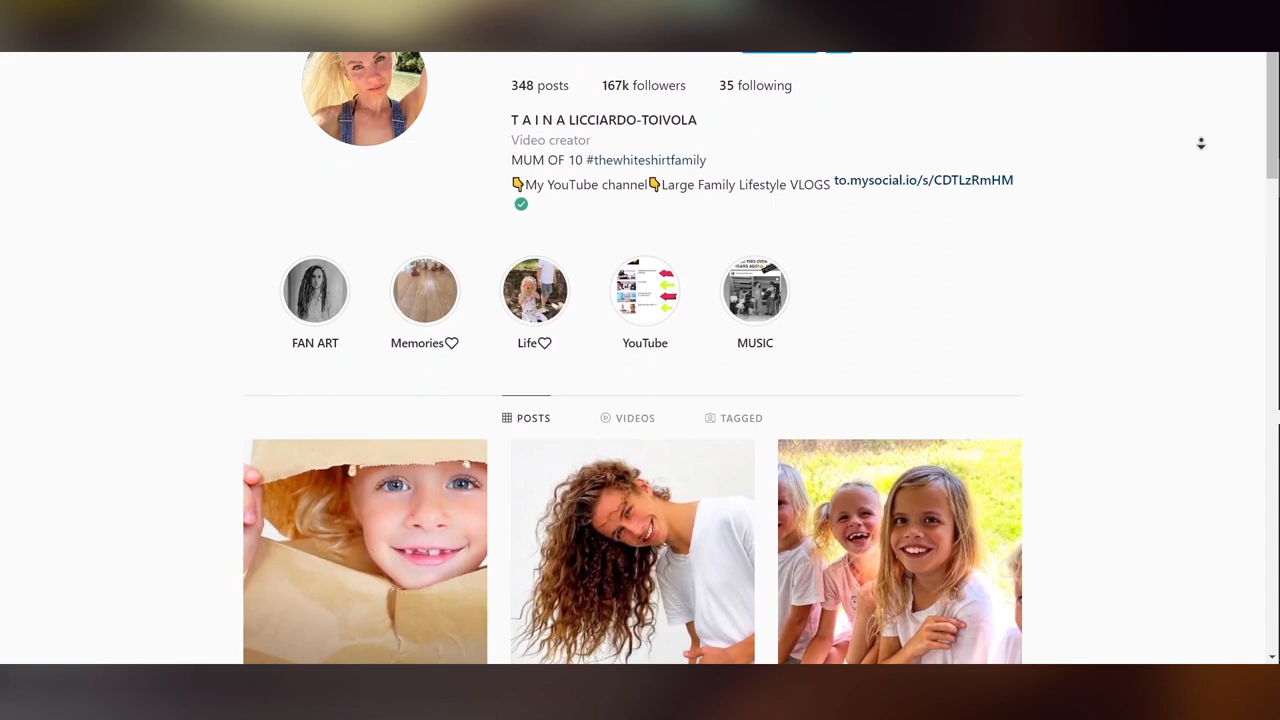 348 posts 167k followers 35 following
T A I N A LICCIARDO-TOIVOLA
Video creator
MUM OF 10 #thewhiteshirtfamily
👇My YouTube channel👇Large Family Lifestyle VLOGS to.mysocial.io/s/CDTLzRmHM
FAN ART Memories♡ Life♡ YouTube MUSIC
POSTS VIDEOS TAGGED